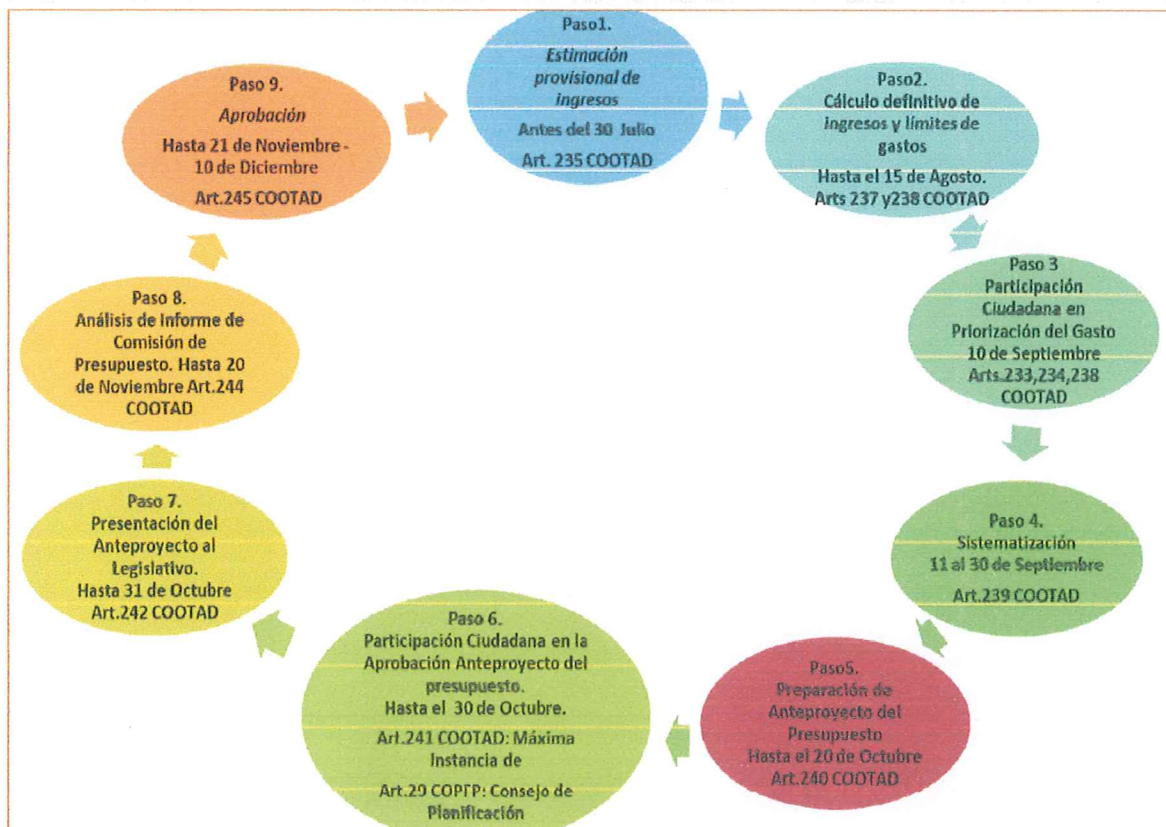 Paso1.
Estimación
provisional de
ingresos
Antes del 30 Julio
Art. 235 COOTAD
Paso2.
Cálculo definitivo de
ingresos y límites de
gastos
Hasta el 15 de Agosto.
Arts 237 y238 COOTAD
Paso 3
Participación
Ciudadana en
Priorización del Gasto
10 de Septiembre
Arts.233,234,238
COOTAD
Paso 4.
Sistematización
11 al 30 de Septiembre
Art.239 COOTAD
Paso5.
Preparación de
Anteproyecto del
Presupuesto
Hasta el 20 de Octubre
Art.240 COOTAD
Paso 6.
Participación Ciudadana en la
Aprobación Anteproyecto del
presupuesto.
Hasta el 30 de Octubre.
Art.241 COOTAD: Máxima
Instancia de
Art.29 COPFP: Consejo de
Planificación
Paso 7.
Presentación del
Anteproyecto al
Legislativo.
Hasta 31 de Octubre
Art.242 COOTAD
Paso 8.
Análisis de Informe de
Comisión de
Presupuesto. Hasta 20
de Noviembre Art.244
COOTAD
Paso 9.
Aprobación
Hasta 21 de Noviembre -
10 de Diciembre
Art.245 COOTAD